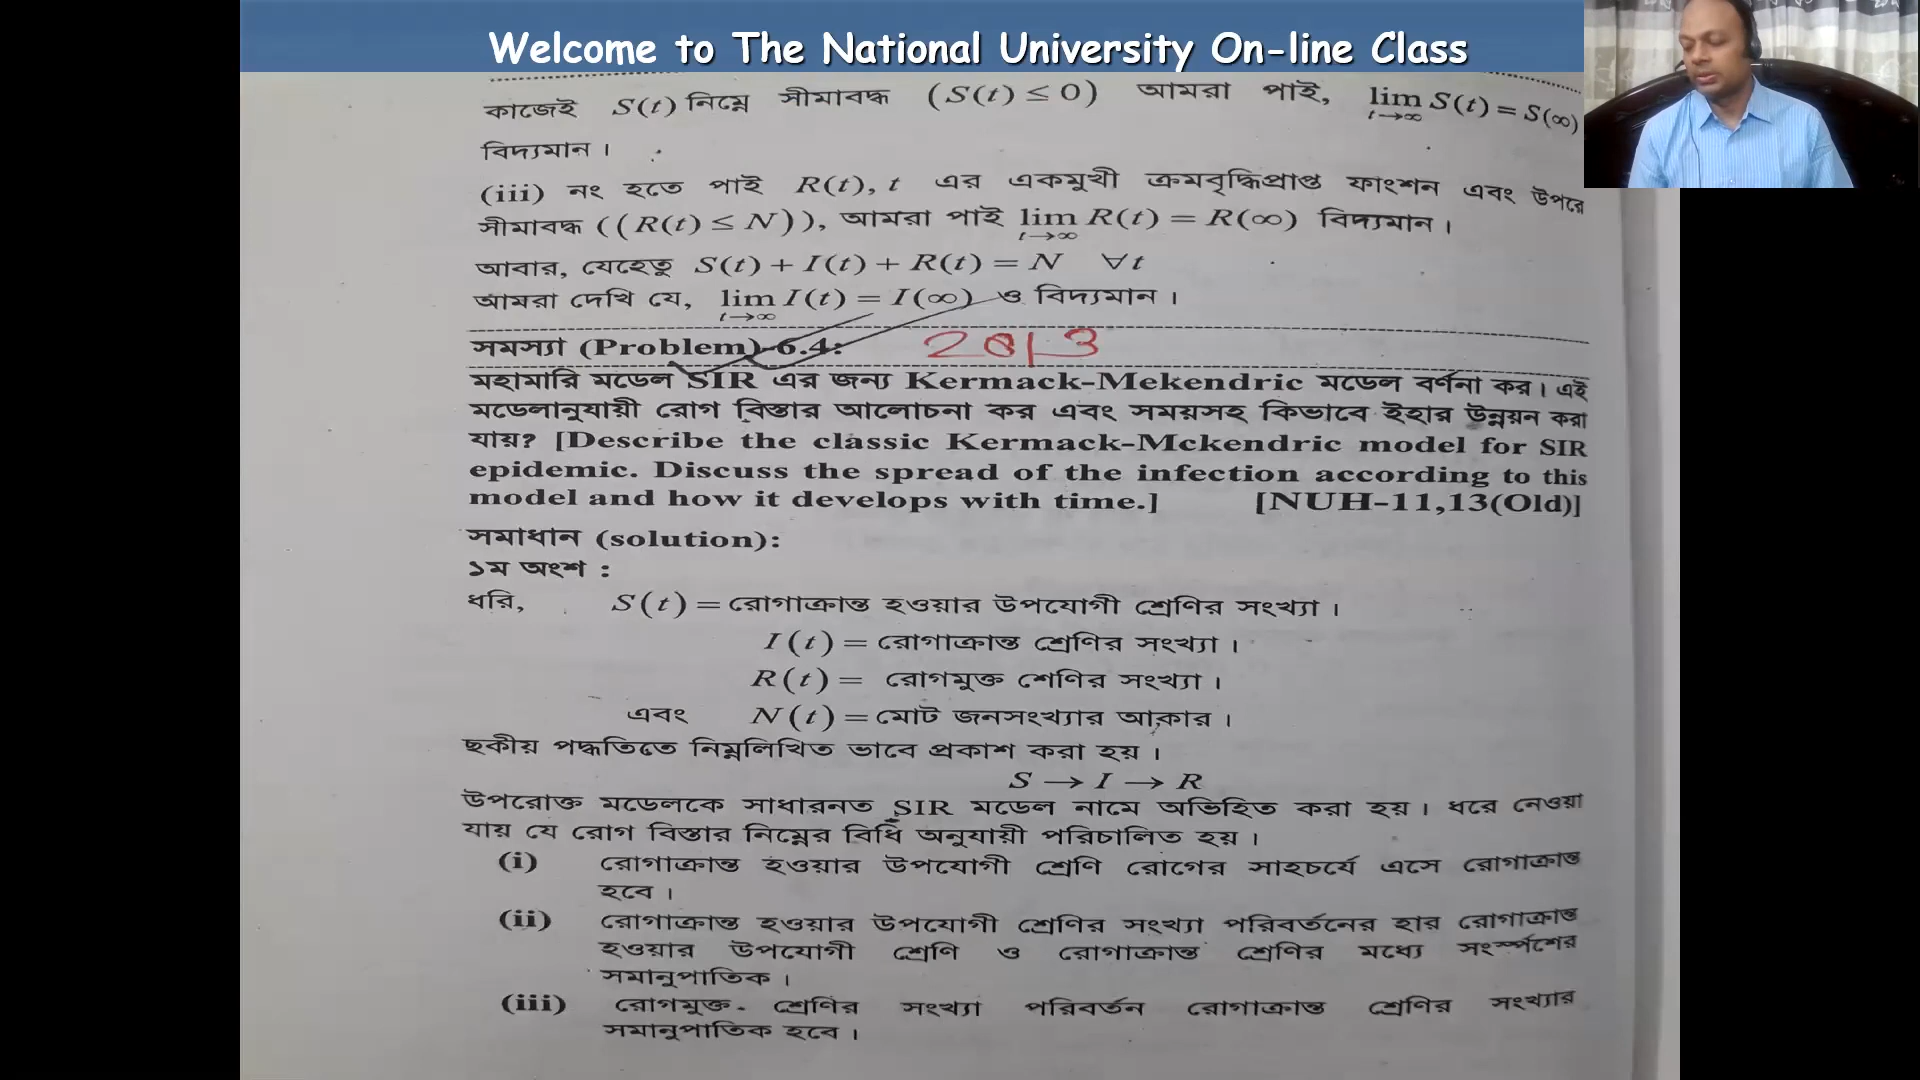 Welcome to The National University On-line Class
কাজেই S(t) নিম্নে সীমাবদ্ধ (S(t) ≤ 0) আমরা পাই, lim t→∞ S(t) = S(∞)
বিদ্যমান।
(iii) নং হতে পাই R(t), t এর একমুখী ক্রমবৃদ্ধিপ্রাপ্ত ফাংশন এবং উপরে
সীমাবদ্ধ ((R(t) ≤ N)), আমরা পাই lim t→∞ R(t) = R(∞) বিদ্যমান।
আবার, যেহেতু S(t) + I(t) + R(t) = N ∀t
আমরা দেখি যে, lim t→∞ I(t) = I(∞) ও বিদ্যমান।
সমস্যা (Problem)-6.4: 2013
মহামারি মডেল SIR এর জন্য Kermack-Mekendric মডেল বর্ণনা কর। এই
মডেলানুযায়ী রোগ বিস্তার আলোচনা কর এবং সময়সহ কিভাবে ইহার উন্নয়ন করা
যায়? [Describe the classic Kermack-Mckendric model for SIR
epidemic. Discuss the spread of the infection according to this
model and how it develops with time.] [NUH-11,13(Old)]
সমাধান (solution):
১ম অংশ :
ধরি, S(t) = রোগাক্রান্ত হওয়ার উপযোগী শ্রেণির সংখ্যা।
I(t) = রোগাক্রান্ত শ্রেণির সংখ্যা।
R(t) = রোগমুক্ত শেণির সংখ্যা।
এবং N(t) = মোট জনসংখ্যার আকার।
ছকীয় পদ্ধতিতে নিম্নলিখিত ভাবে প্রকাশ করা হয়।
S → I → R
উপরোক্ত মডেলকে সাধারনত SIR মডেল নামে অভিহিত করা হয়। ধরে নেওয়া
যায় যে রোগ বিস্তার নিম্নের বিধি অনুযায়ী পরিচালিত হয়।
(i) রোগাক্রান্ত হওয়ার উপযোগী শ্রেণি রোগের সাহচর্যে এসে রোগাক্রান্ত
হবে।
(ii) রোগাক্রান্ত হওয়ার উপযোগী শ্রেণির সংখ্যা পরিবর্তনের হার রোগাক্রান্ত
হওয়ার উপযোগী শ্রেণি ও রোগাক্রান্ত শ্রেণির মধ্যে সংর্স্পশের
সমানুপাতিক।
(iii) রোগমুক্ত শ্রেণির সংখ্যা পরিবর্তন রোগাক্রান্ত শ্রেণির সংখ্যার
সমানুপাতিক হবে।